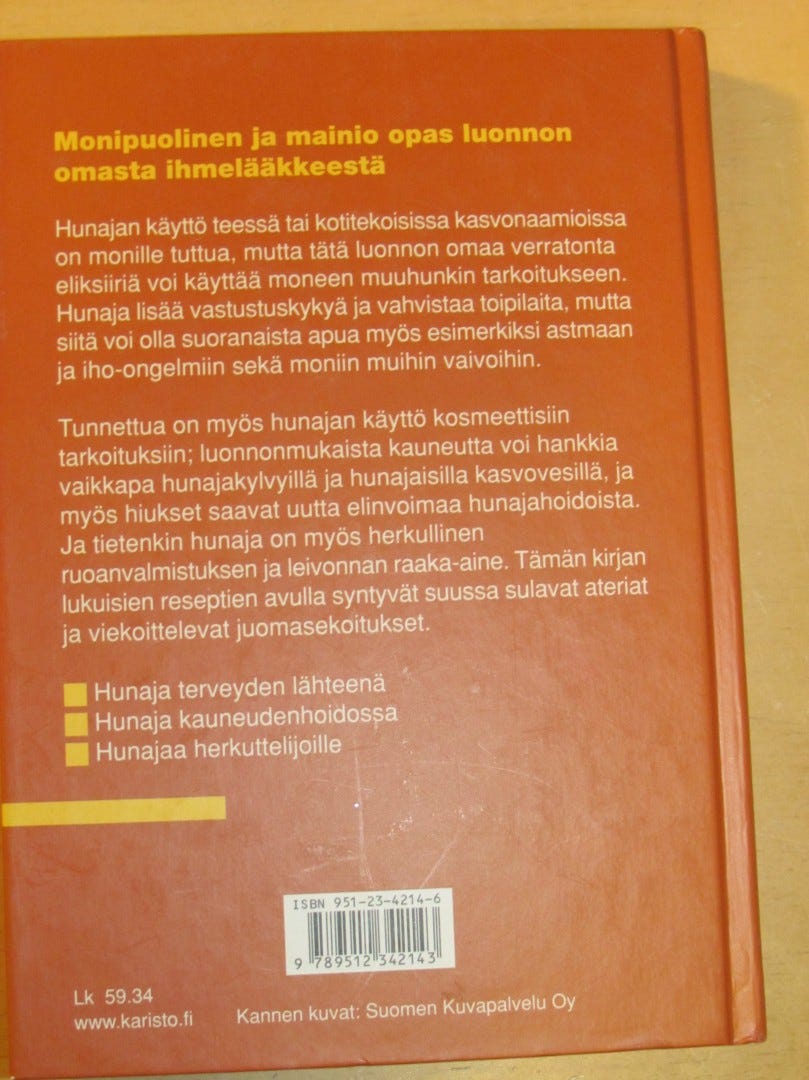 Monipuolinen ja mainio opas luonnon
omasta ihmelääkkeestä
Hunajan käyttö teessä tai kotitekoisissa kasvonaamioissa
on monille tuttua, mutta tätä luonnon omaa verratonta
eliksiiriä voi käyttää moneen muuhunkin tarkoitukseen.
Hunaja lisää vastustuskykyä ja vahvistaa toipilaita, mutta
siitä voi olla suoranaista apua myös esimerkiksi astmaan
ja iho-ongelmiin sekä moniin muihin vaivoihin.
Tunnettua on myös hunajan käyttö kosmeettisiin
tarkoituksiin; luonnonmukaista kauneutta voi hankkia
vaikkapa hunajakylvyillä ja hunajaisilla kasvovesillä, ja
myös hiukset saavat uutta elinvoimaa hunajahoidoista.
Ja tietenkin hunaja on myös herkullinen
ruoanvalmistuksen ja leivonnan raaka-aine. Tämän kirjan
lukuisien reseptien avulla syntyvät suussa sulavat ateriat
ja viekoittelevat juomasekoitukset.
Hunaja terveyden lähteenä
Hunaja kauneudenhoidossa
Hunajaa herkuttelijoille
ISBN 951-23-4214-6
9 789512 342143
Lk 59.34
www.karisto.fi Kannen kuvat: Suomen Kuvapalvelu Oy